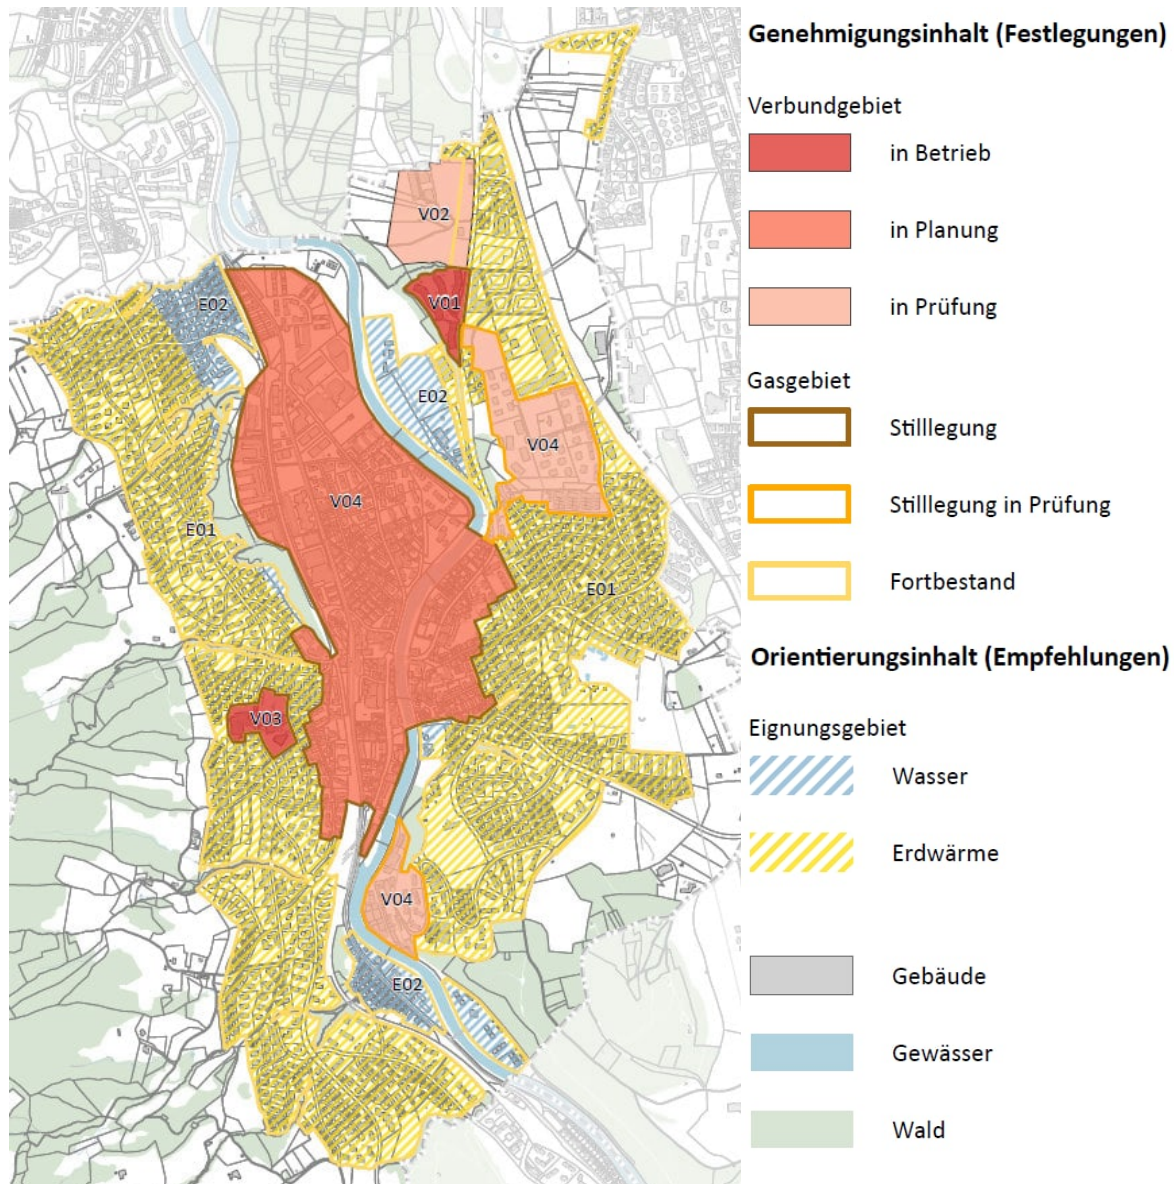 Genehmigungsinhalt (Festlegungen)
Verbundgebiet
in Betrieb
in Planung
in Prüfung
Gasgebiet
Stilllegung
Stilllegung in Prüfung
Fortbestand
Orientierungsinhalt (Empfehlungen)
Eignungsgebiet
Wasser
Erdwärme
Gebäude
Gewässer
Wald
V02
E02
V01
E02
V04
V04
E01
E01
V03
V04
E02